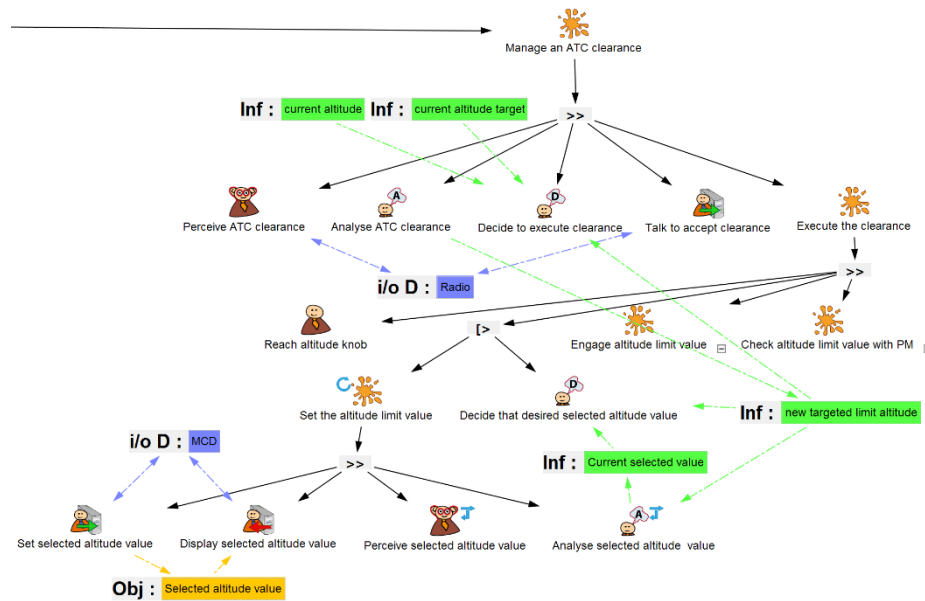 Manage an ATC clearance
Inf : current altitude Inf : current altitude target
>>
A D
Perceive ATC clearance Analyse ATC clearance Decide to execute clearance Talk to accept clearance Execute the clearance
>>
i/o D : Radio
[>
Reach altitude knob Engage altitude limit value Check altitude limit value with PM
D
Set the altitude limit value Decide that desired selected altitude value
Inf : new targeted limit altitude
i/o D : MCD
>>
Inf : Current selected value
A
Set selected altitude value Display selected altitude value Perceive selected altitude value Analyse selected altitude value
Obj : Selected altitude value